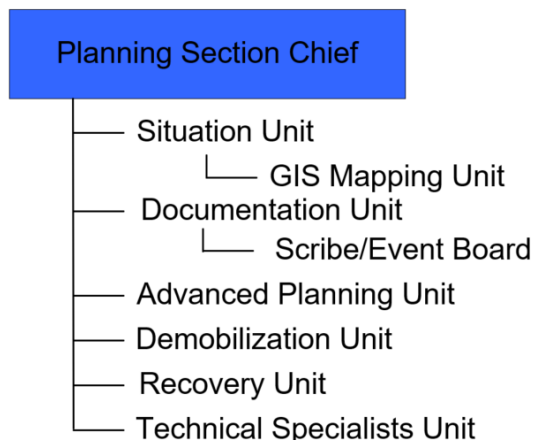 Planning Section Chief
Situation Unit
GIS Mapping Unit
Documentation Unit
Scribe/Event Board
Advanced Planning Unit
Demobilization Unit
Recovery Unit
Technical Specialists Unit